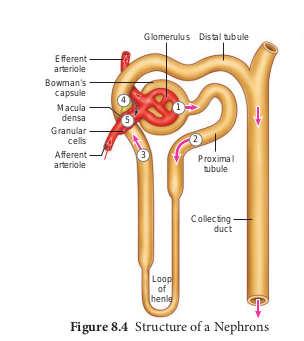 Glomerulus Distal tubule
Efferent
arteriole
Bowman's
capsule
Macula
densa
Granular
cells
Afferent
arteriole
4
5
1
2
3
Proximal
tubule
Collecting
duct
Loop
of
henle
Figure 8.4 Structure of a Nephrons